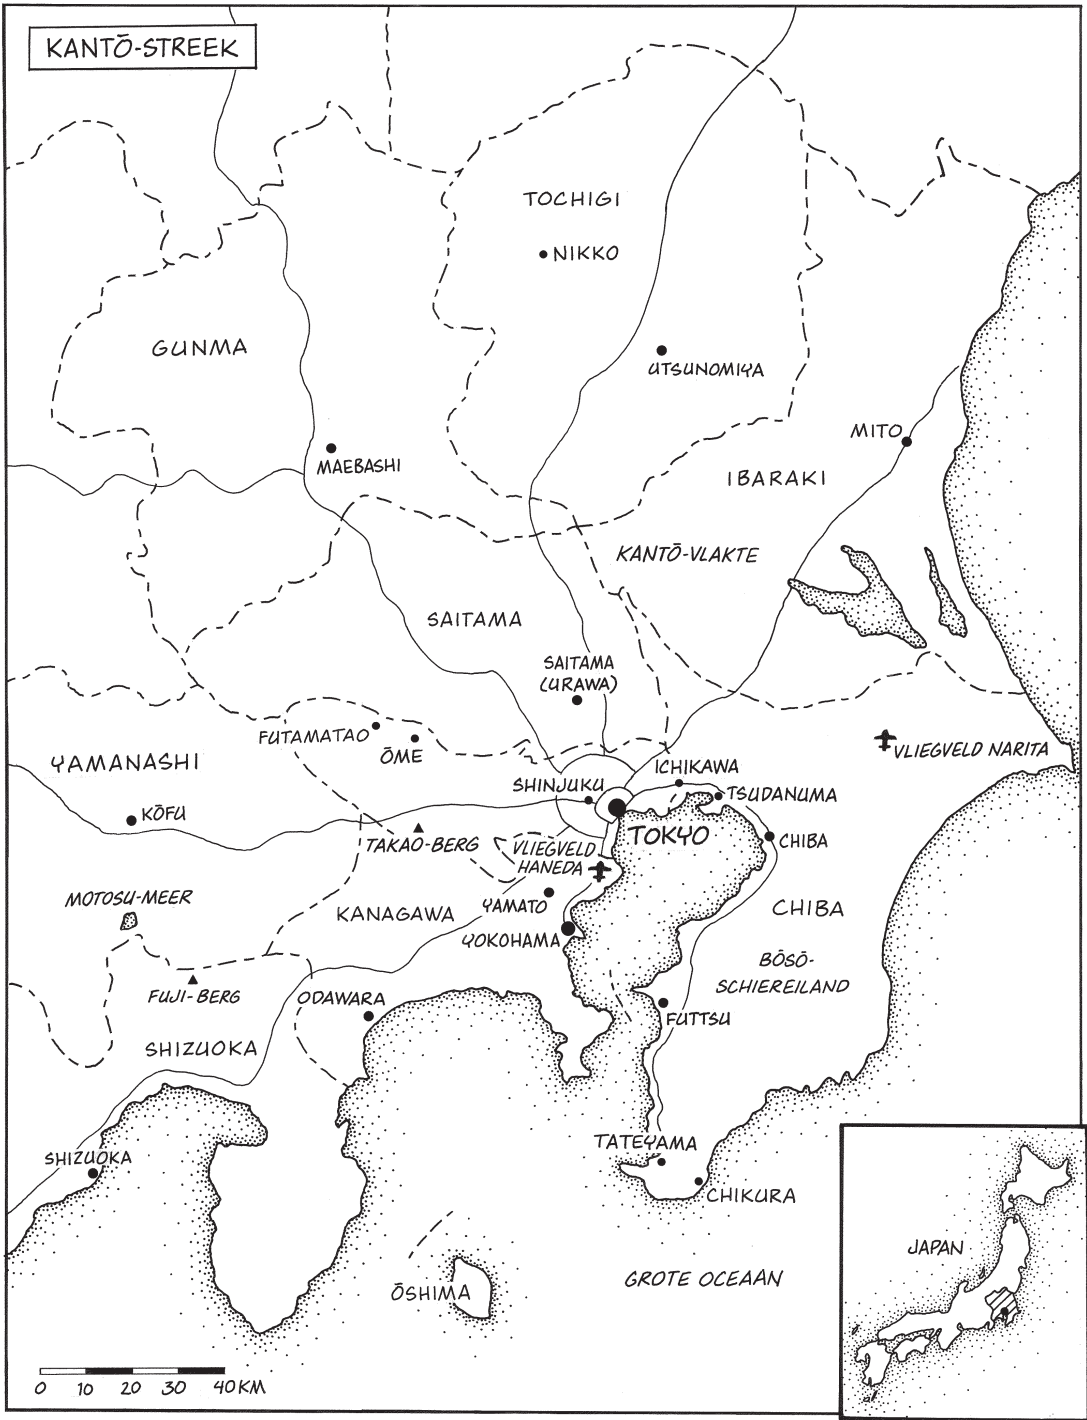 KANTŌ-STREEK
TOCHIGI
NIKKO
GUNMA
UTSUNOMIYA
MITO
MAEBASHI
IBARAKI
KANTŌ-VLAKTE
SAITAMA
SAITAMA
(URAWA)
FUTAMATAO
ŌME
VLIEGVELD NARITA
YAMANASHI
ICHIKAWA
SHINJUKU
TSUDANUMA
KŌFU
TOKYO
TAKAO-BERG
CHIBA
VLIEGVELD
HANEDA
MOTOSU-MEER
YAMATO
KANAGAWA
CHIBA
YOKOHAMA
BŌSŌ-
SCHIEREILAND
FUJI-BERG
ODAWARA
FUTTSU
SHIZUOKA
TATEYAMA
SHIZUOKA
CHIKURA
JAPAN
ŌSHIMA
GROTE OCEAAN
0 10 20 30 40 KM